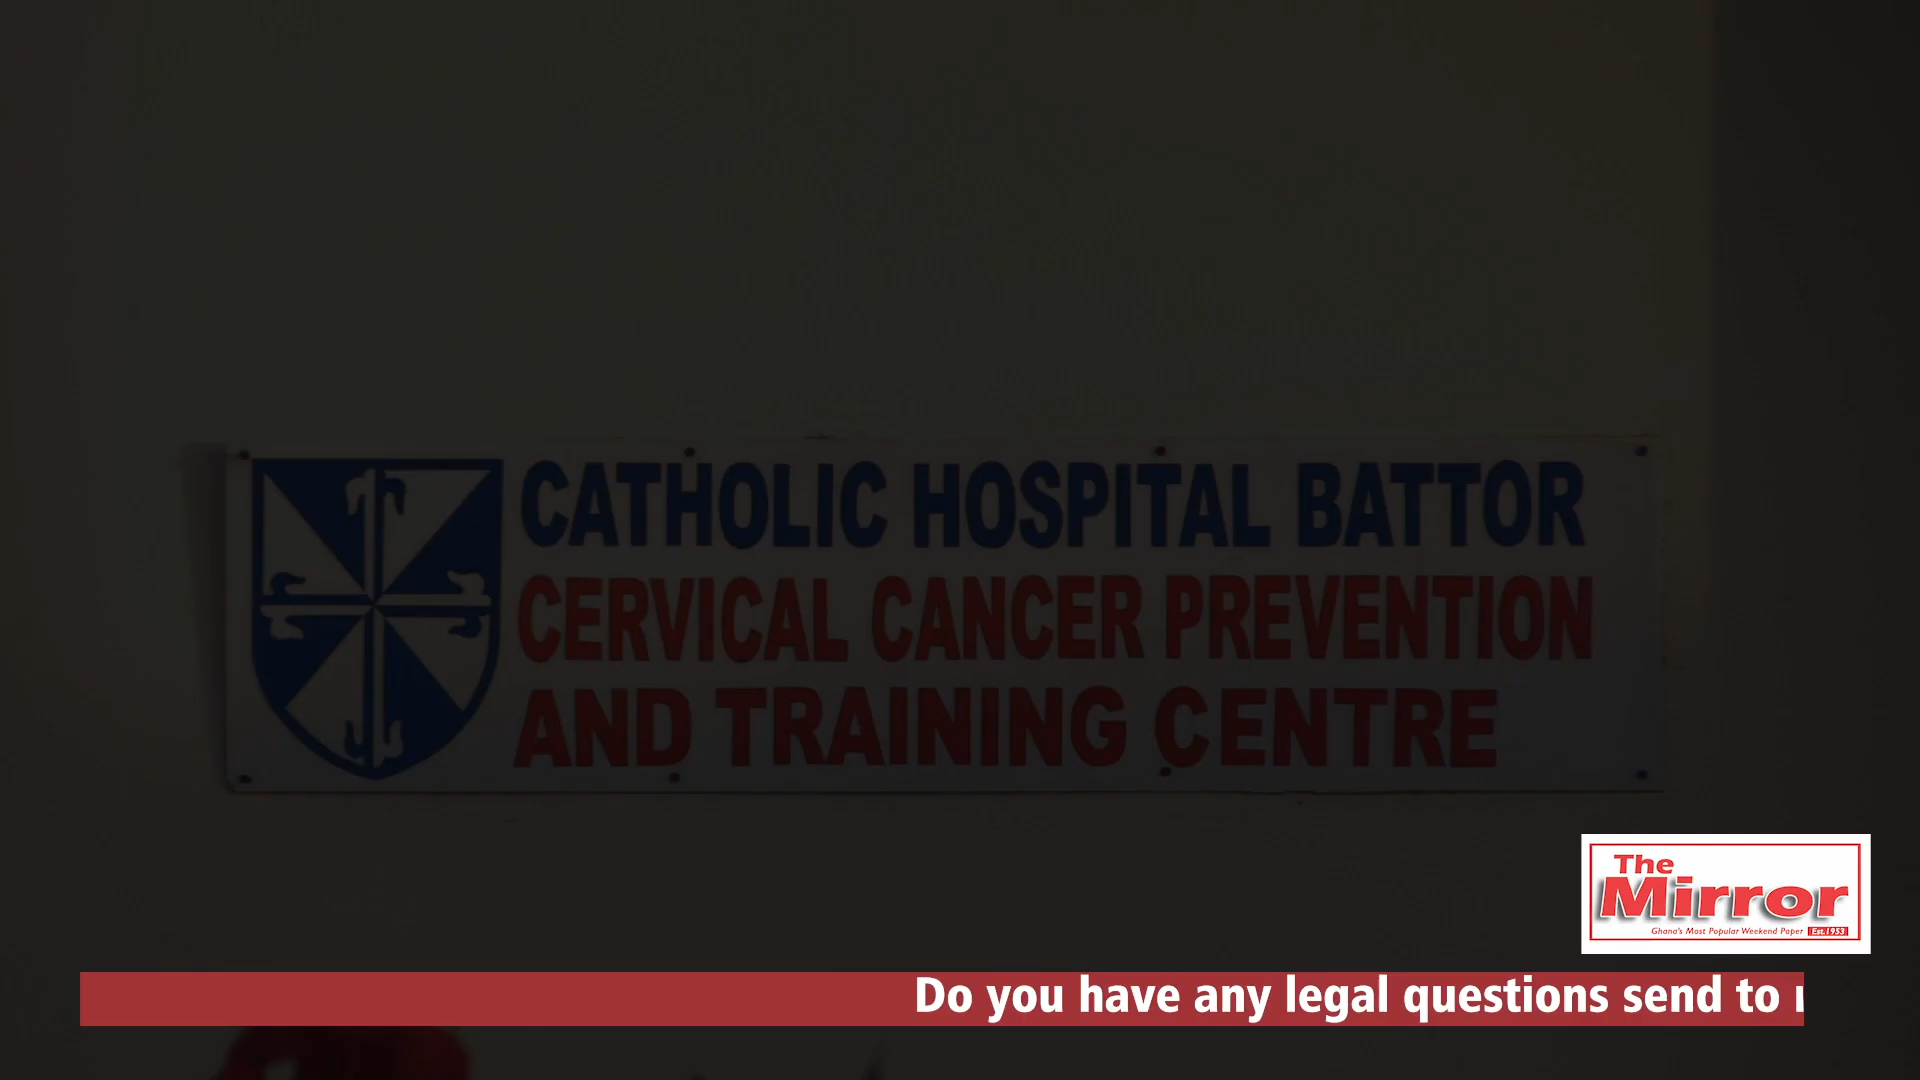 CATHOLIC HOSPITAL BATTOR
CERVICAL CANCER PREVENTION
AND TRAINING CENTRE
The
Mirror
Ghana's Most Popular Weekend Paper Est.1953
Do you have any legal questions send to